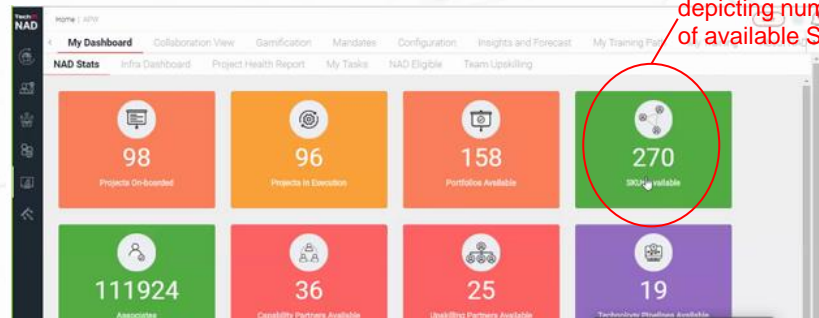 depicting num
of available S
TechM
NAD
Home | APW
My Dashboard Collaboration View Gamification Mandates Configuration Insights and Forecast My Training Pa
NAD Stats Infra Dashboard Project Health Report My Tasks NAD Eligible Team Upskilling
98
Projects On-boarded
96
Projects in Execution
158
Portfolios Available
270
SKUs Available
111924
Associates
36
Capability Partners Available
25
Upskilling Partners Available
19
Technology Pipelines Available